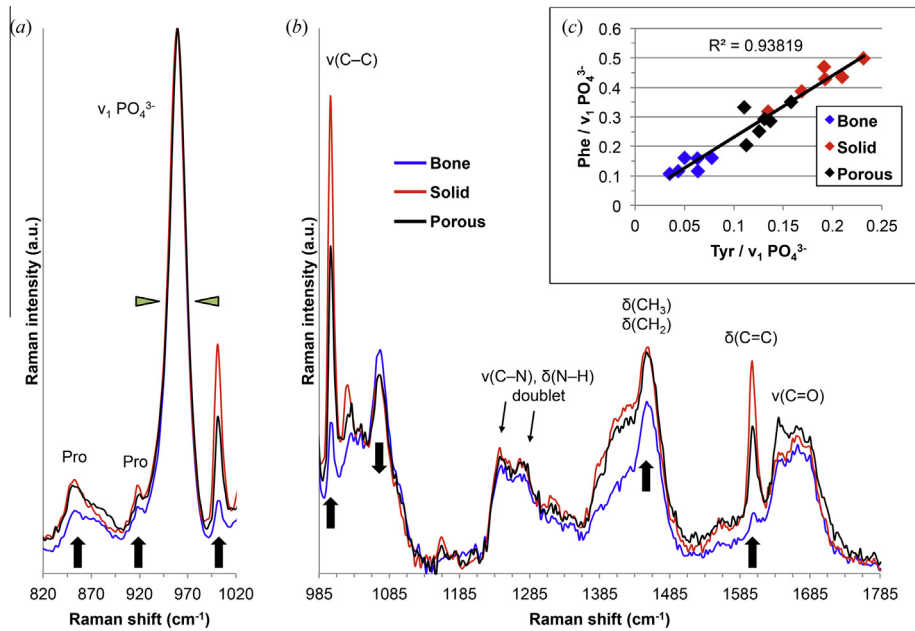 (a)
ν₁ PO₄³⁻
Pro
Pro
Raman intensity (a.u.)
820 870 920 970 1020
Raman shift (cm⁻¹)
(b)
ν(C–C)
Bone
Solid
Porous
Raman intensity (a.u.)
ν(C–N), δ(N–H)
doublet
δ(CH₃)
δ(CH₂)
δ(C=C)
ν(C=O)
985 1085 1185 1285 1385 1485 1585 1685 1785
Raman shift (cm⁻¹)
(c)
R² = 0.93819
Phe / ν₁ PO₄³⁻
0.6
0.5
0.4
0.3
0.2
0.1
0
Bone
Solid
Porous
0 0.05 0.1 0.15 0.2 0.25
Tyr / ν₁ PO₄³⁻